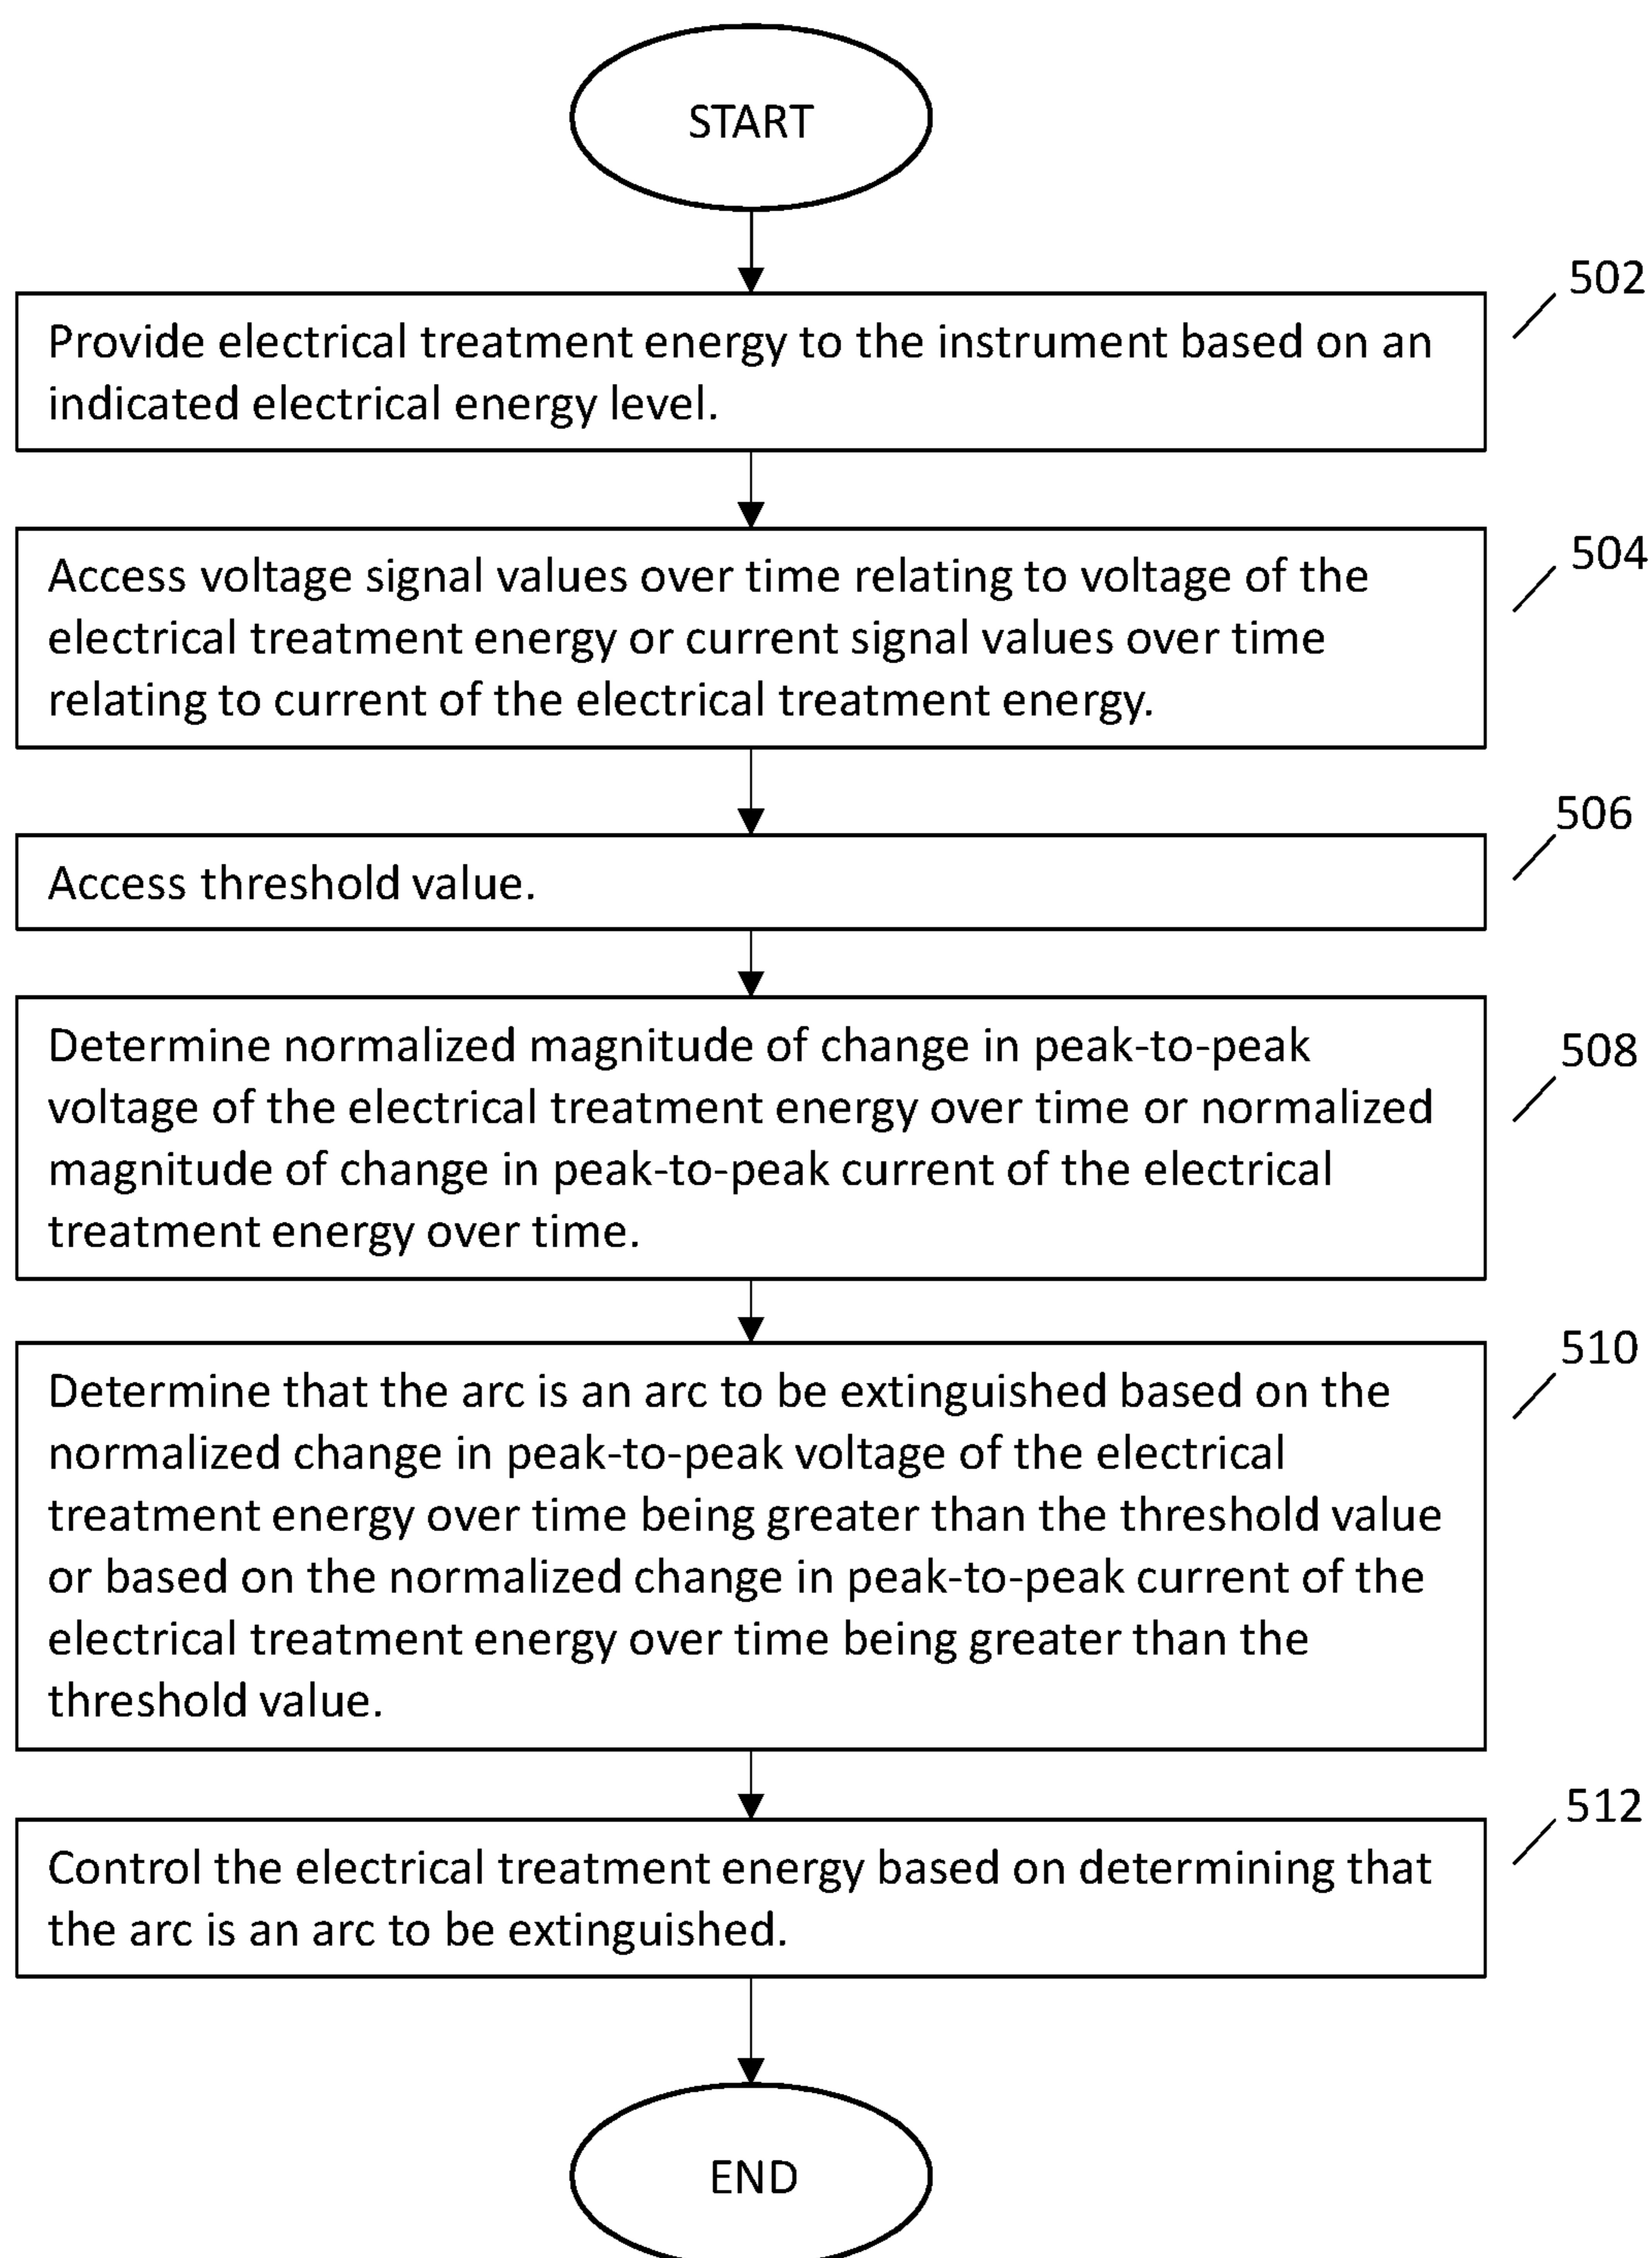 START
502
Provide electrical treatment energy to the instrument based on an
indicated electrical energy level.
504
Access voltage signal values over time relating to voltage of the
electrical treatment energy or current signal values over time
relating to current of the electrical treatment energy.
506
Access threshold value.
508
Determine normalized magnitude of change in peak-to-peak
voltage of the electrical treatment energy over time or normalized
magnitude of change in peak-to-peak current of the electrical
treatment energy over time.
510
Determine that the arc is an arc to be extinguished based on the
normalized change in peak-to-peak voltage of the electrical
treatment energy over time being greater than the threshold value
or based on the normalized change in peak-to-peak current of the
electrical treatment energy over time being greater than the
threshold value.
512
Control the electrical treatment energy based on determining that
the arc is an arc to be extinguished.
END